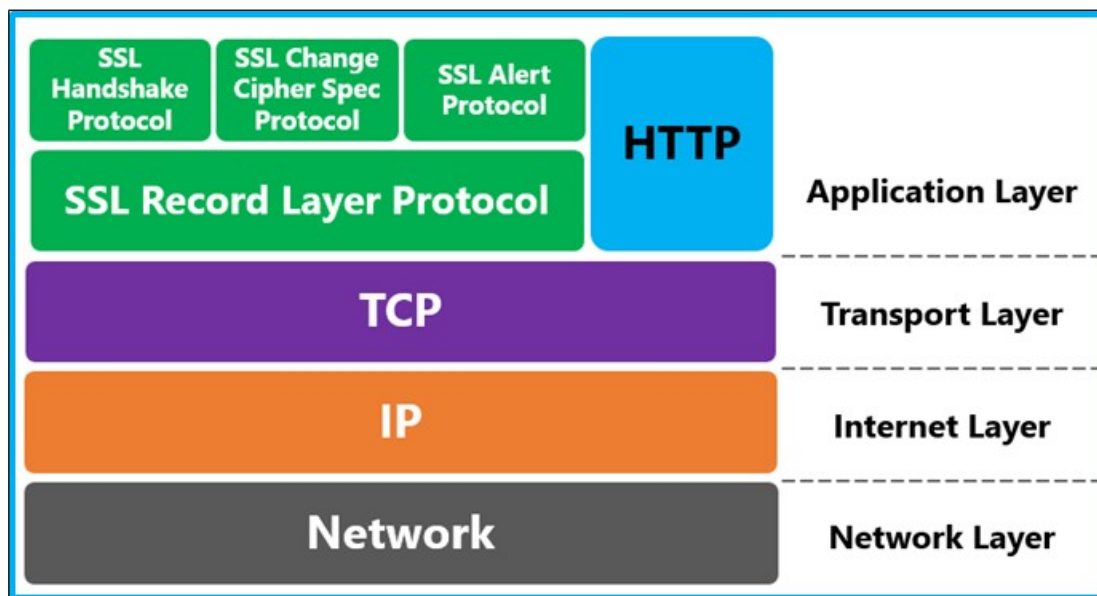 SSL
Handshake
Protocol
SSL Change
Cipher Spec
Protocol
SSL Alert
Protocol
HTTP
SSL Record Layer Protocol
Application Layer
TCP
Transport Layer
IP
Internet Layer
Network
Network Layer